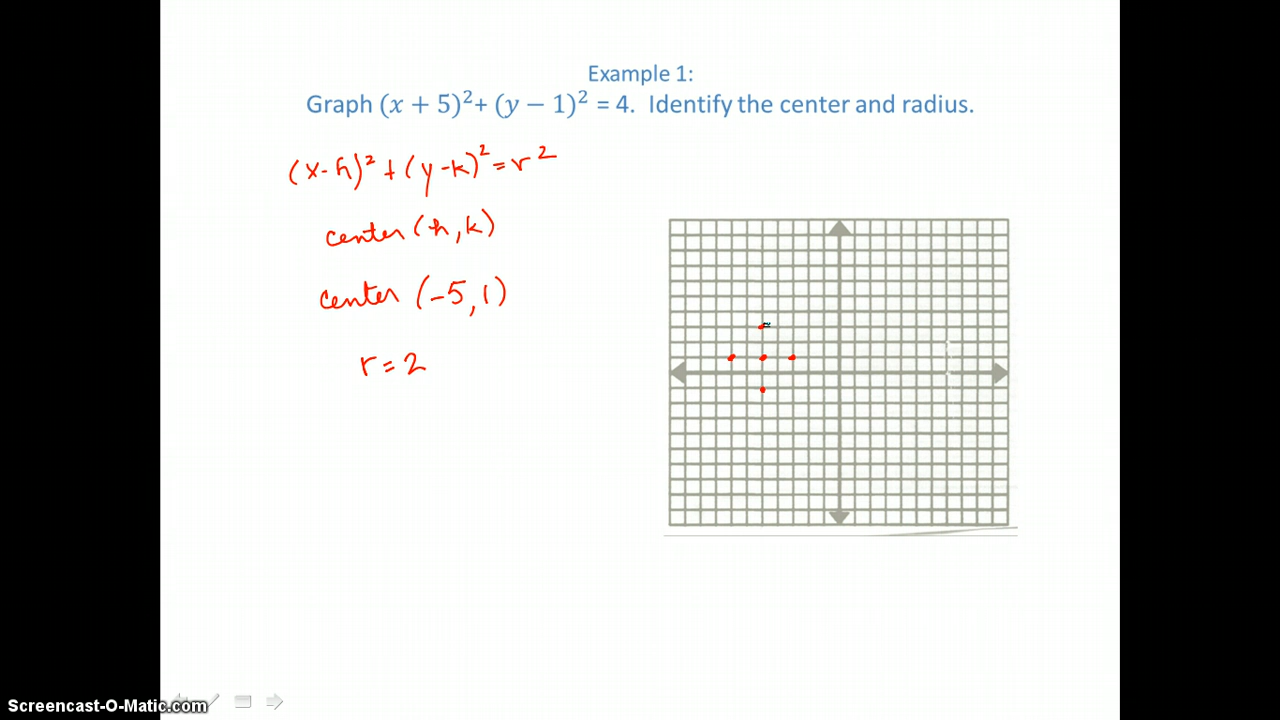 Example 1:
Graph (x + 5)²+ (y − 1)² = 4. Identify the center and radius.
(x-h)² + (y-k)² = r²
center (h, k)
center (-5, 1)
r = 2
Screencast-O-Matic.com